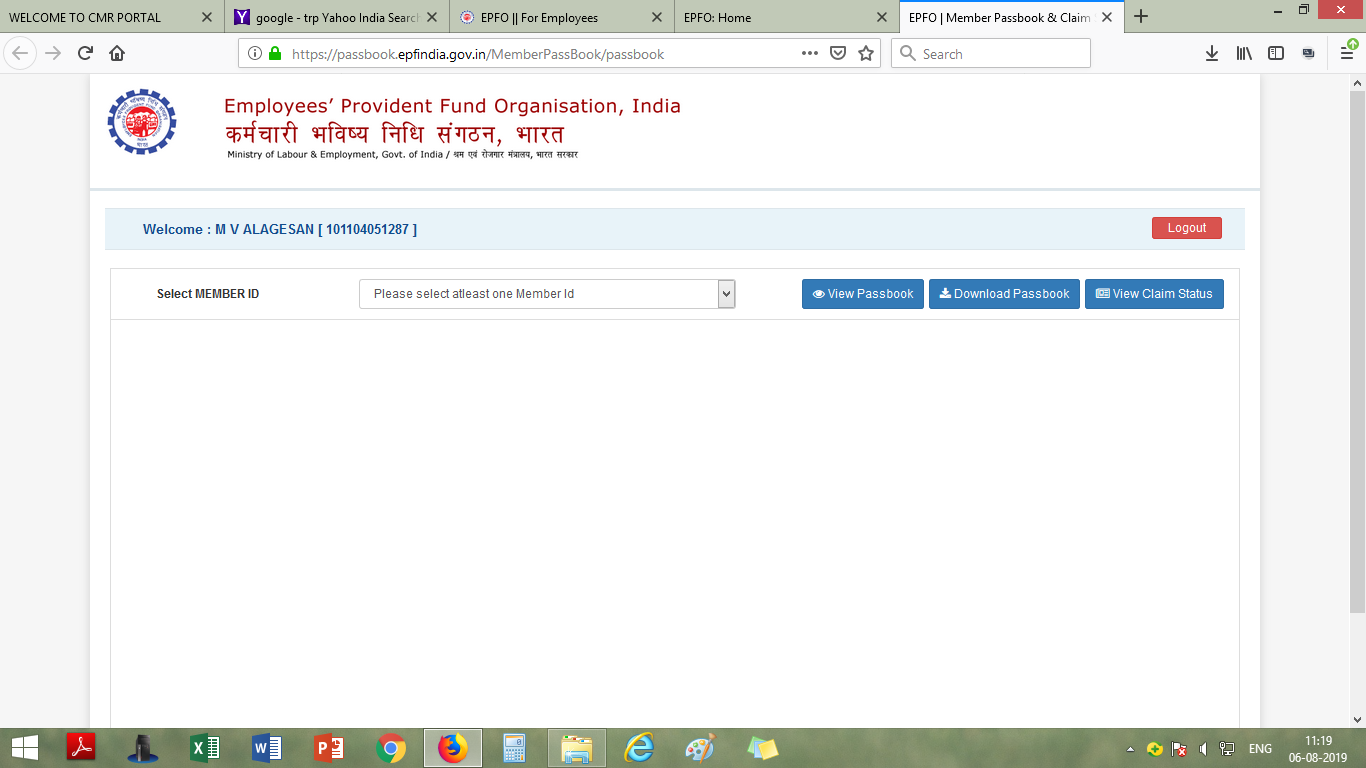 WELCOME TO CMR PORTAL
google - trp Yahoo India Search
EPFO || For Employees
EPFO: Home
EPFO | Member Passbook & Claim
https://passbook.epfindia.gov.in/MemberPassBook/passbook
Search
Employees' Provident Fund Organisation, India
कर्मचारी भविष्य निधि संगठन, भारत
Ministry of Labour & Employment, Govt. of India / श्रम एवं रोजगार मंत्रालय, भारत सरकार
Welcome : M V ALAGESAN [ 101104051287 ]
Logout
Select MEMBER ID
Please select atleast one Member Id
View Passbook
Download Passbook
View Claim Status
ENG
11:19
06-08-2019